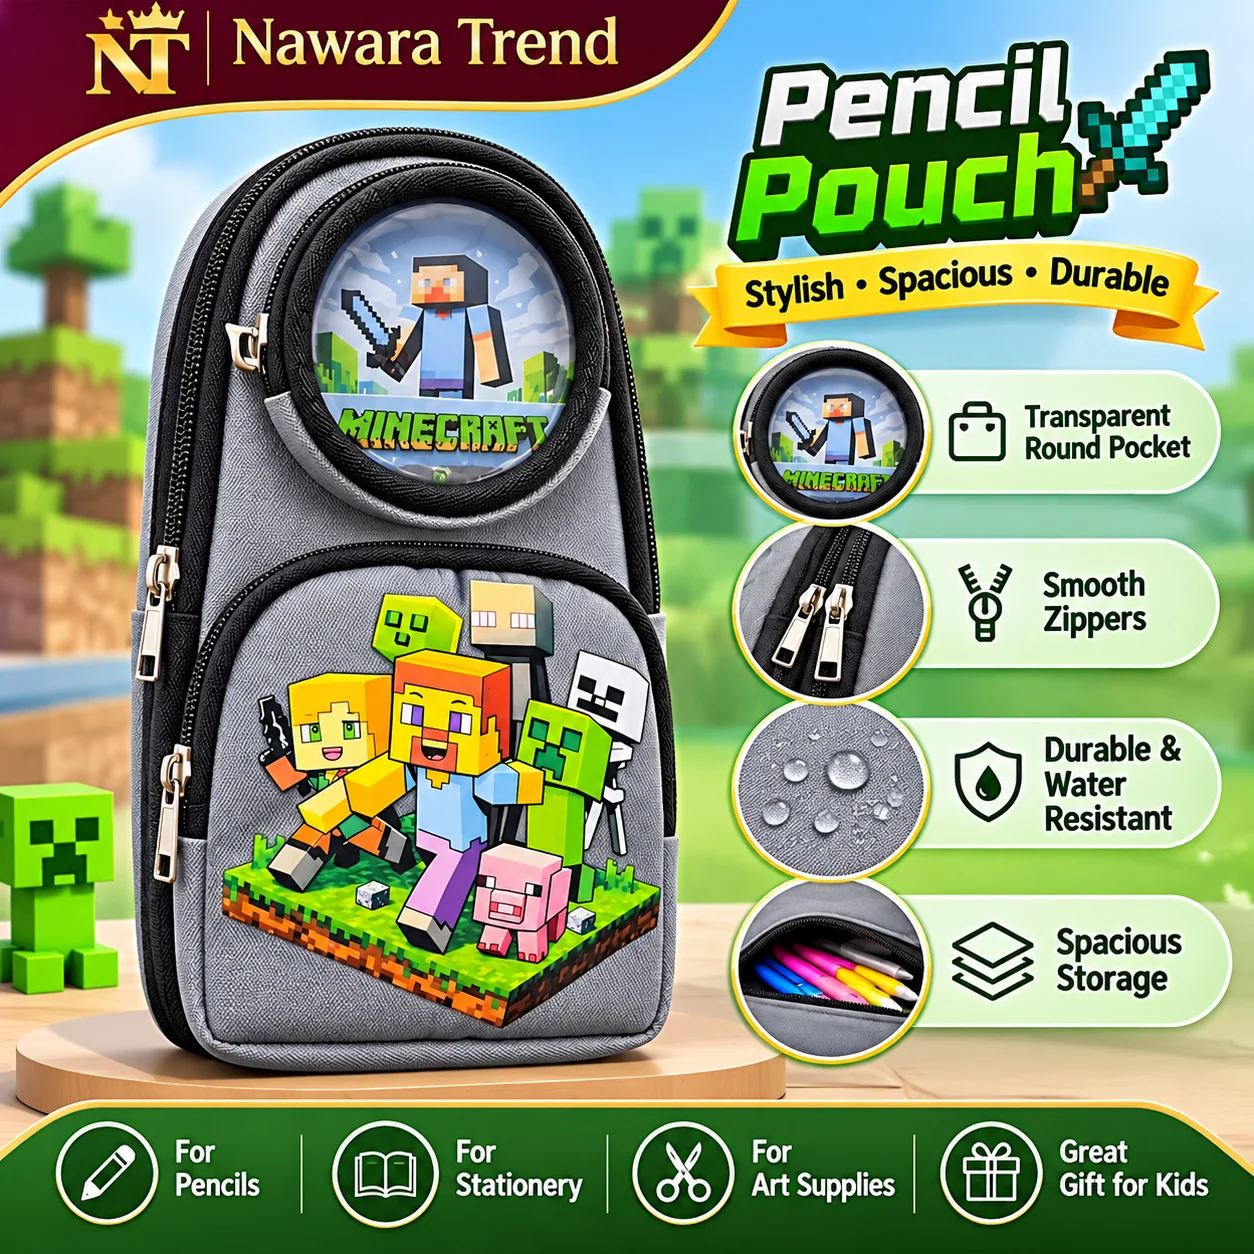 NT
Nawara Trend
Pencil
Pouch
Stylish • Spacious • Durable
MINECRAFT
MINECRAFT
Transparent
Round Pocket
Smooth
Zippers
Durable &
Water
Resistant
Spacious
Storage
For
Pencils
For
Stationery
For
Art Supplies
Great
Gift for Kids